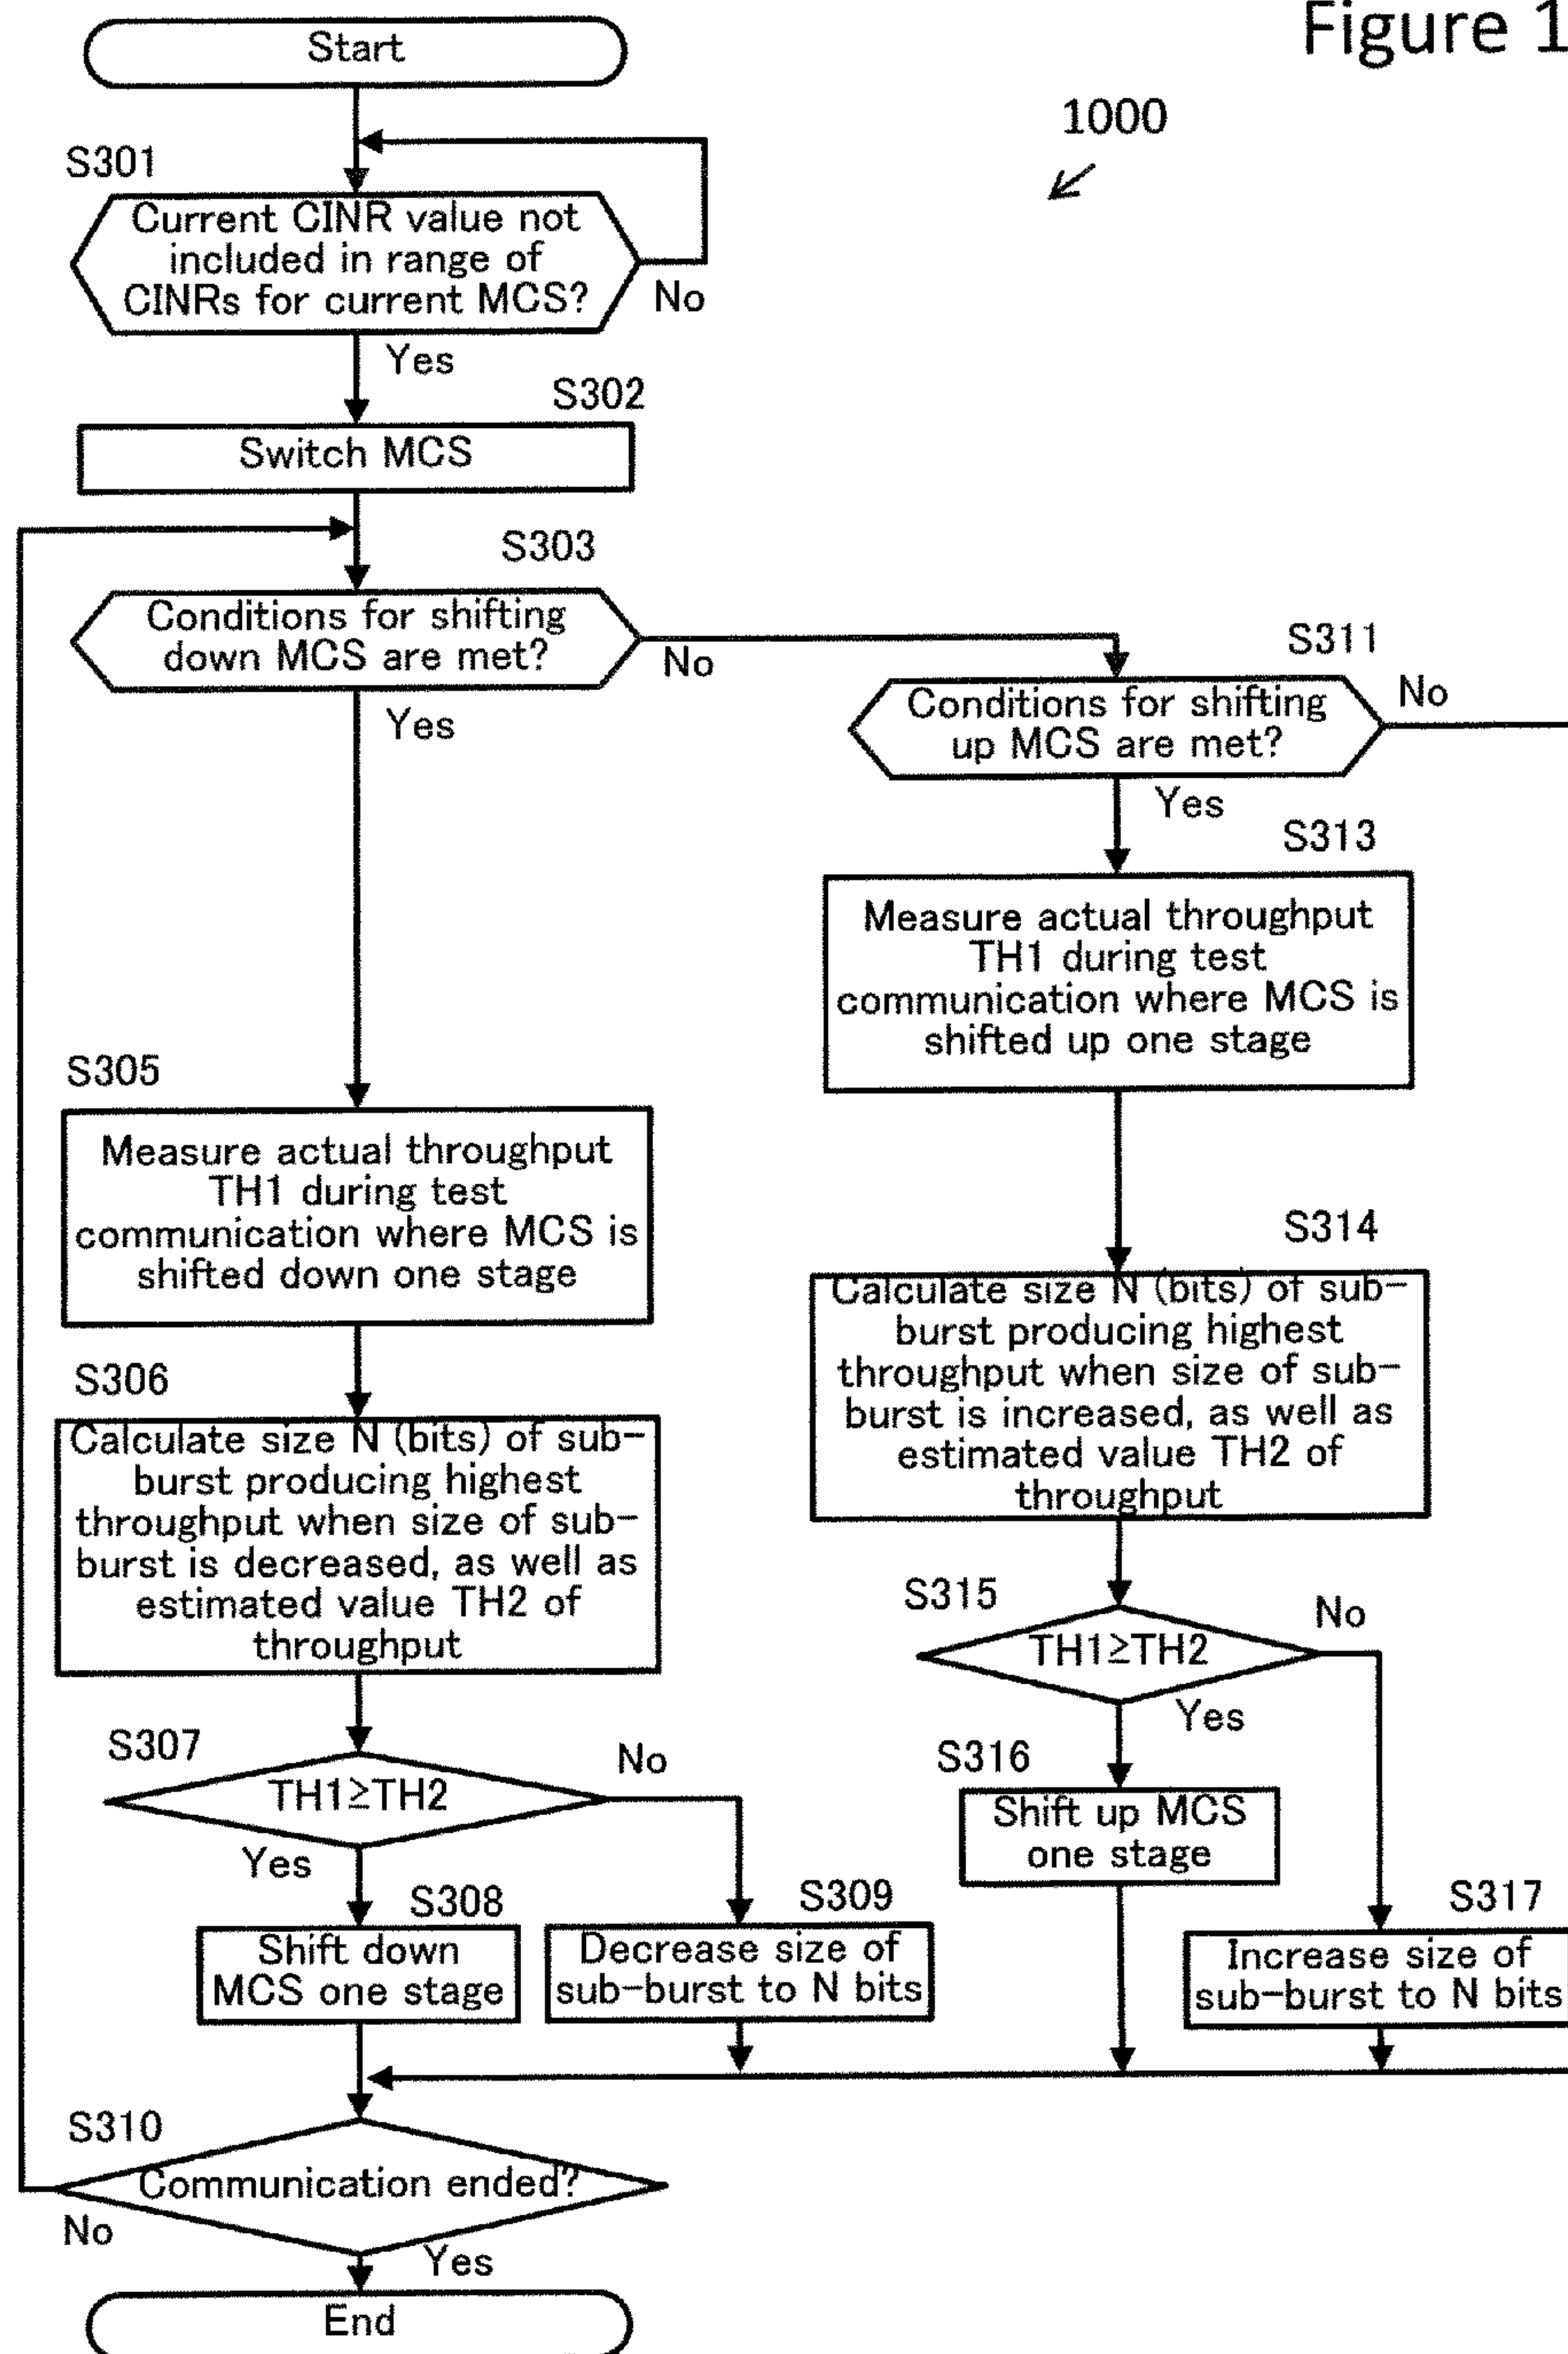 Figure 1
1000
Start
S301
Current CINR value not
included in range of
CINRs for current MCS?
No
Yes
S302
Switch MCS
S303
Conditions for shifting
down MCS are met?
No
Yes
S311
Conditions for shifting
up MCS are met?
No
Yes
S313
Measure actual throughput
TH1 during test
communication where MCS is
shifted up one stage
S305
Measure actual throughput
TH1 during test
communication where MCS is
shifted down one stage
S314
Calculate size N (bits) of sub-
burst producing highest
throughput when size of sub-
burst is increased, as well as
estimated value TH2 of
throughput
S306
Calculate size N (bits) of sub-
burst producing highest
throughput when size of sub-
burst is decreased, as well as
estimated value TH2 of
throughput
S315
TH1≥TH2
No
Yes
S307
TH1≥TH2
No
Yes
S316
Shift up MCS
one stage
S308
Shift down
MCS one stage
S309
Decrease size of
sub-burst to N bits
S317
Increase size of
sub-burst to N bits
S310
Communication ended?
No
Yes
End